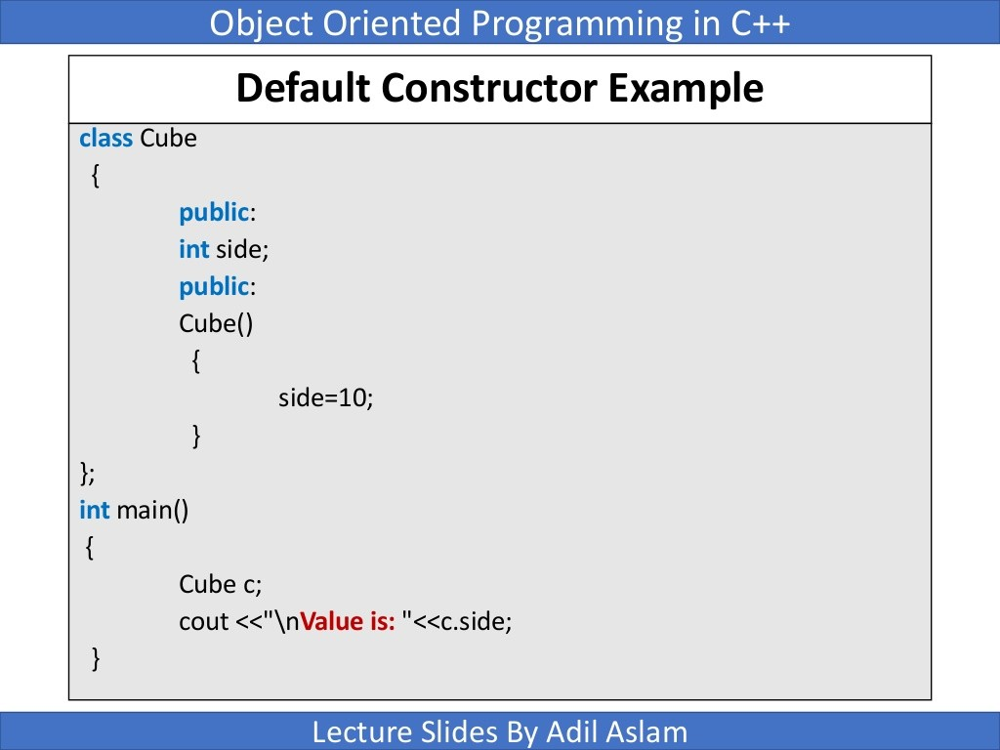 Object Oriented Programming in C++
Default Constructor Example
class Cube
{
public:
int side;
public:
Cube()
{
side=10;
}
};
int main()
{
Cube c;
cout <<"\nValue is: "<<c.side;
}
Lecture Slides By Adil Aslam